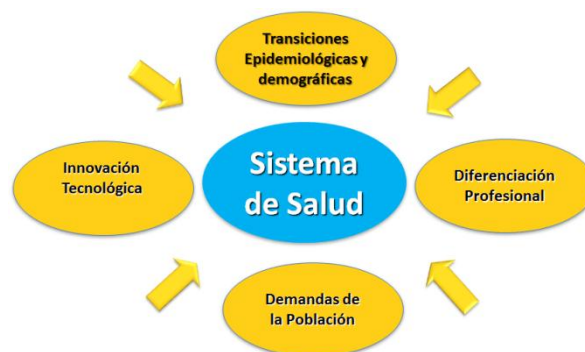 Transiciones
Epidemiológicas y
demográficas
Innovación
Tecnológica
Sistema
de Salud
Diferenciación
Profesional
Demandas de
la Población